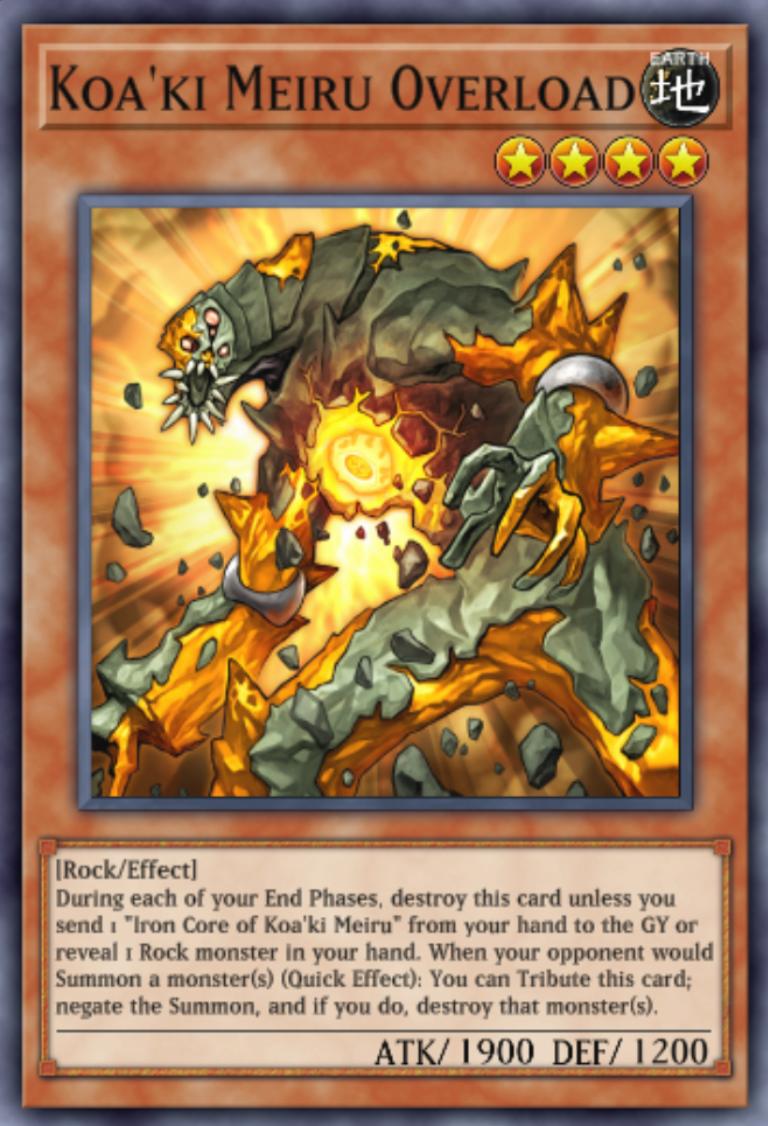 Koa'ki Meiru Overload
EARTH
地
[Rock/Effect]
During each of your End Phases, destroy this card unless you
send 1 "Iron Core of Koa'ki Meiru" from your hand to the GY or
reveal 1 Rock monster in your hand. When your opponent would
Summon a monster(s) (Quick Effect): You can Tribute this card;
negate the Summon, and if you do, destroy that monster(s).
ATK/ 1900 DEF/ 1200